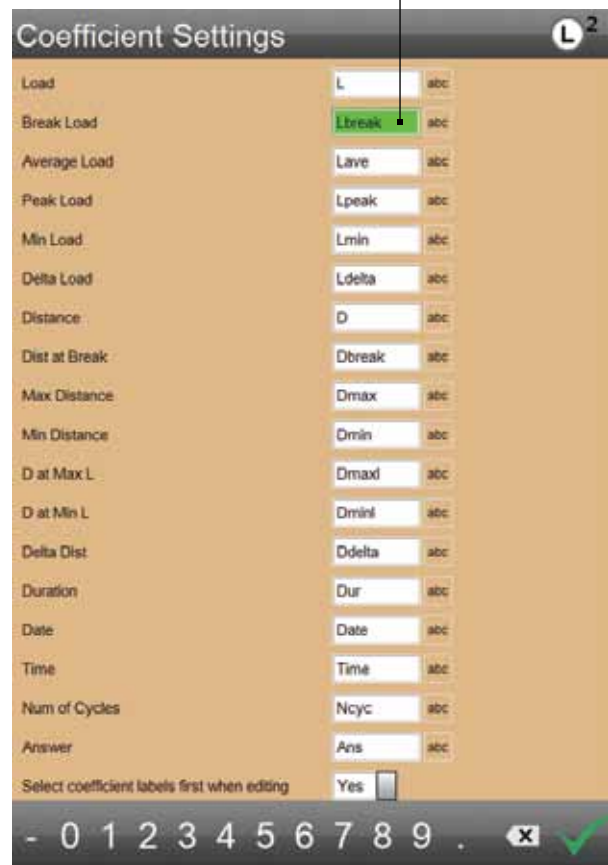 Coefficient Settings L 2
Load L abc
Break Load Lbreak abc
Average Load Lave abc
Peak Load Lpeak abc
Min Load Lmin abc
Delta Load Ldelta abc
Distance D abc
Dist at Break Dbreak abc
Max Distance Dmax abc
Min Distance Dmin abc
D at Max L Dmaxl abc
D at Min L Dminl abc
Delta Dist Ddelta abc
Duration Dur abc
Date Date abc
Time Time abc
Num of Cycles Ncyc abc
Answer Ans abc
Select coefficient labels first when editing Yes
- 0 1 2 3 4 5 6 7 8 9 .